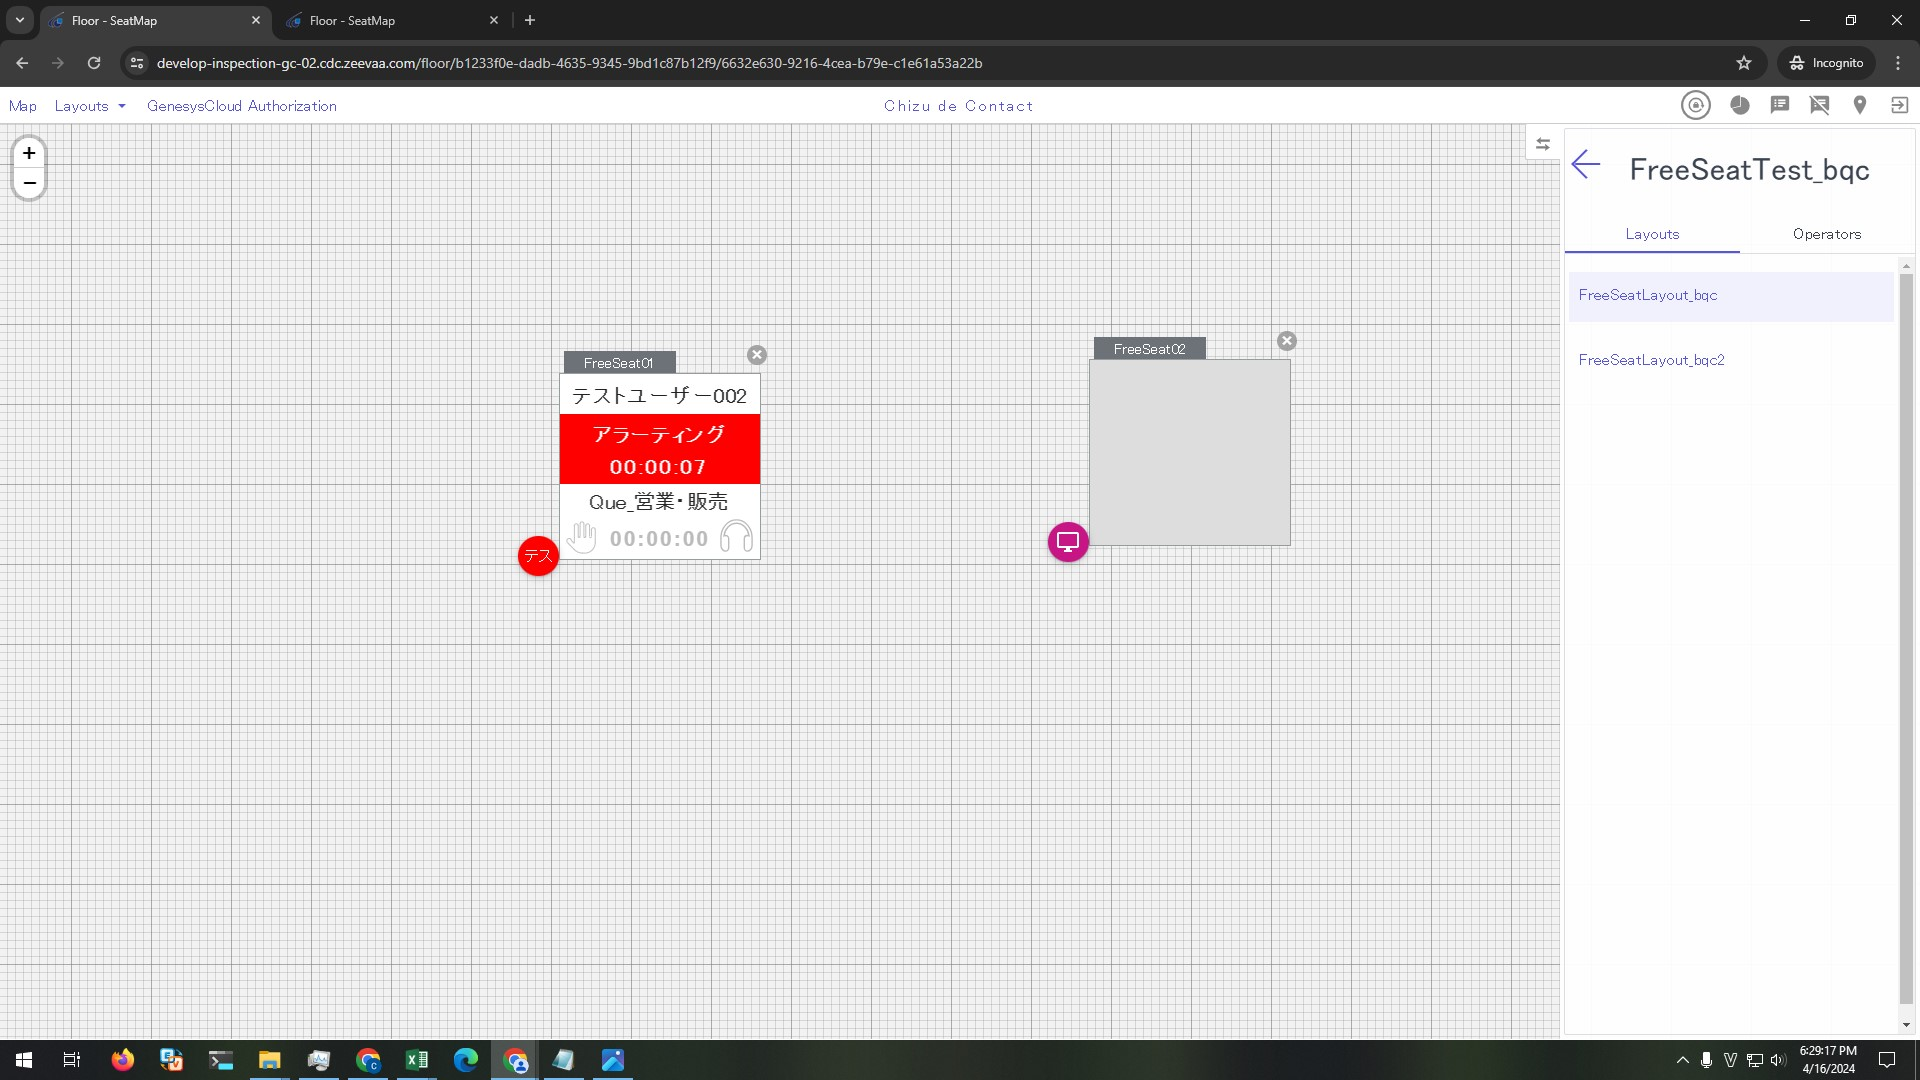 Floor - SeatMap
Floor - SeatMap
develop-inspection-gc-02.cdc.zeevaa.com/floor/b1233f0e-dadb-4635-9345-9bd1c87b12f9/6632e630-9216-4cea-b79e-c1e61a53a22b
Incognito
Map
Layouts
GenesysCloud Authorization
Chizu de Contact
+
−
FreeSeatTest_bqc
Layouts
Operators
FreeSeatLayout_bqc
FreeSeatLayout_bqc2
FreeSeat01
テストユーザー002
アラーティング
00:00:07
Que_営業・販売
00:00:00
テス
FreeSeat02
6:29:17 PM
4/16/2024